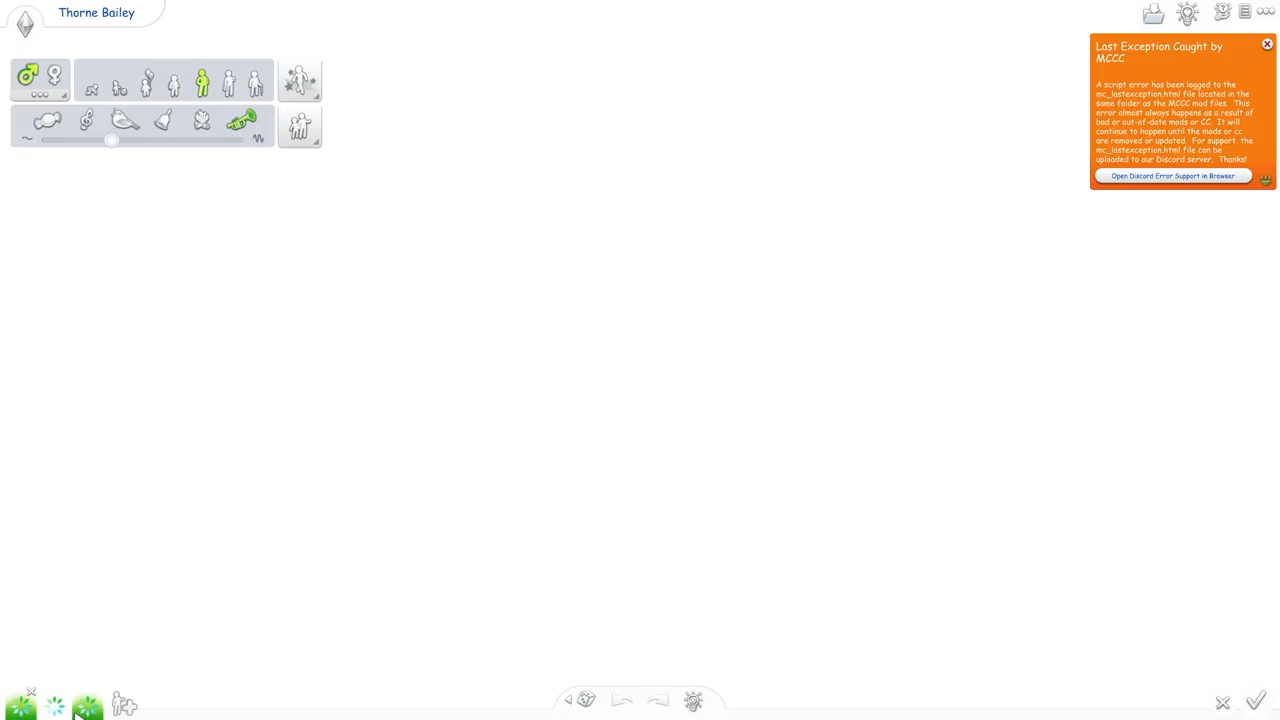 Thorne Bailey
Last Exception Caught by
MCCC
A script error has been logged to the
mc_lastexception.html file located in the
same folder as the MCCC mod files. This
error almost always happens as a result of
bad or out-of-date mods or CC. It will
continue to happen until the mods or cc
are removed or updated. For support, the
mc_lastexception.html file can be
uploaded to our Discord server. Thanks!
Open Discord Error Support in Browser